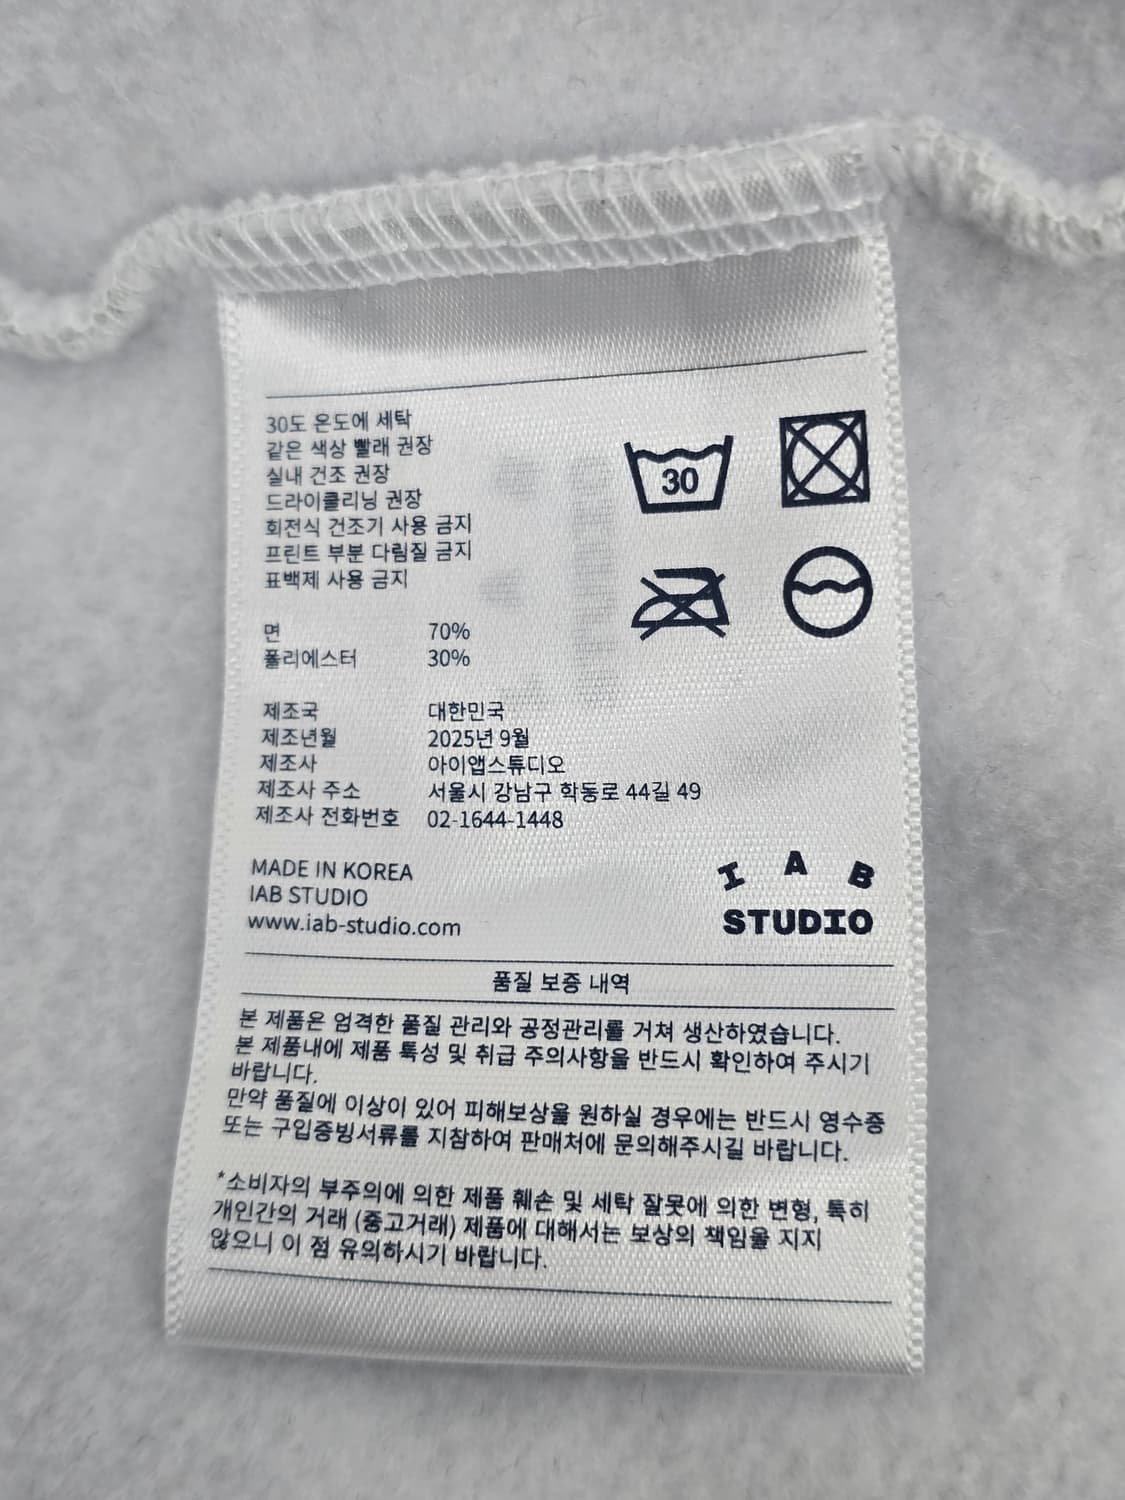 30도 온도에 세탁
같은 색상 빨래 권장
실내 건조 권장
드라이클리닝 권장
회전식 건조기 사용 금지
프린트 부분 다림질 금지
표백제 사용 금지
30
면 70%
폴리에스터 30%
제조국 대한민국
제조년월 2025년 9월
제조사 아이앱스튜디오
제조사 주소 서울시 강남구 학동로 44길 49
제조사 전화번호 02-1644-1448
MADE IN KOREA
IAB STUDIO
www.iab-studio.com
I A B
STUDIO
품질 보증 내역
본 제품은 엄격한 품질 관리와 공정관리를 거쳐 생산하였습니다.
본 제품내에 제품 특성 및 취급 주의사항을 반드시 확인하여 주시기
바랍니다.
만약 품질에 이상이 있어 피해보상을 원하실 경우에는 반드시 영수증
또는 구입증빙서류를 지참하여 판매처에 문의해주시길 바랍니다.
*소비자의 부주의에 의한 제품 훼손 및 세탁 잘못에 의한 변형, 특히
개인간의 거래 (중고거래) 제품에 대해서는 보상의 책임을 지지
않으니 이 점 유의하시기 바랍니다.